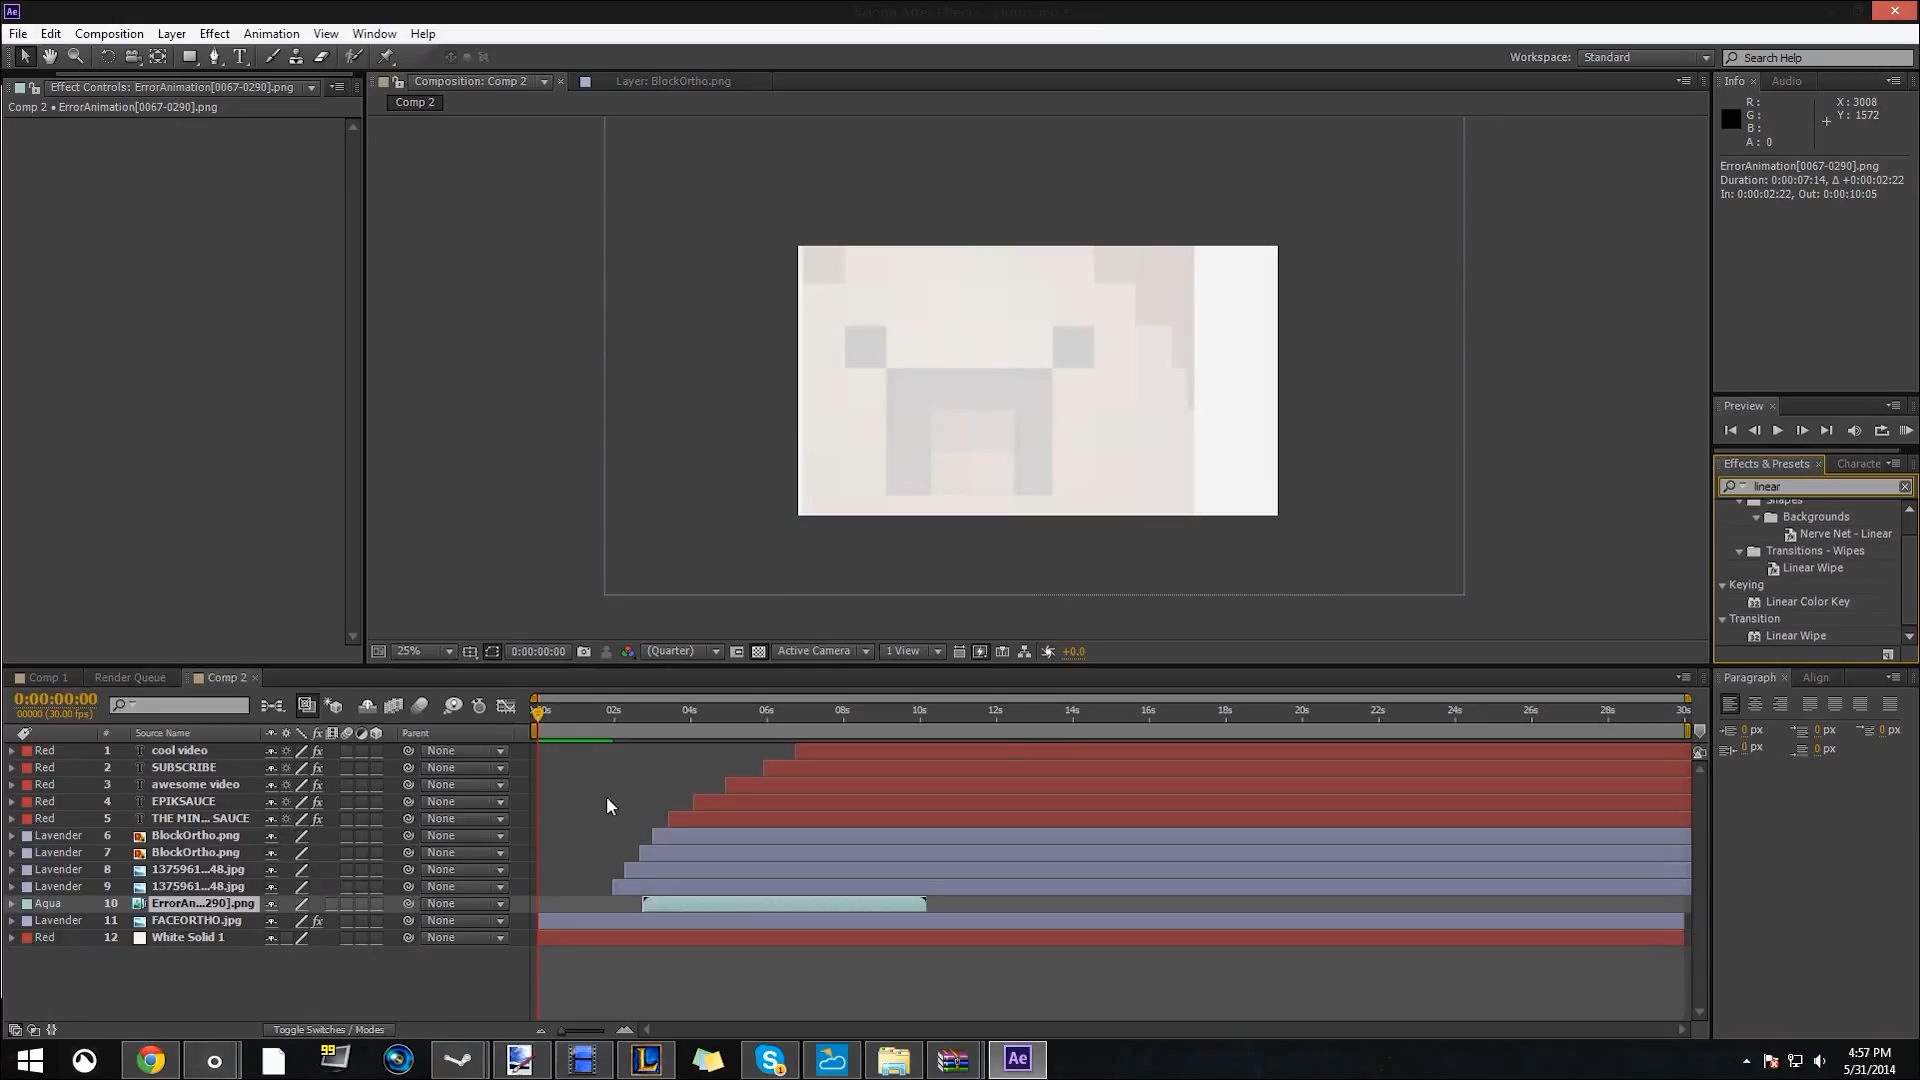 Ae
File Edit Composition Layer Effect Animation View Window Help
Workspace: Standard Search Help
Effect Controls: ErrorAnimation[0067-0290].png
Comp 2 • ErrorAnimation[0067-0290].png
Composition: Comp 2 Layer: BlockOrtho.png
Comp 2
Info Audio
R: X: 3008
G: Y: 1572
B:
A: 0
ErrorAnimation[0067-0290].png
Duration: 0:00:07:14, Δ +0:00:02:22
In: 0:00:02:22, Out: 0:00:10:05
Preview
Effects & Presets Characte
linear
Shapes
Backgrounds
Nerve Net - Linear
Transitions - Wipes
Linear Wipe
Keying
Linear Color Key
Transition
Linear Wipe
25% 0:00:00:00 (Quarter) Active Camera 1 View +0.0
Comp 1 Render Queue Comp 2
0:00:00:00
00000 (30.00 fps)
02s 04s 06s 08s 10s 12s 14s 16s 18s 20s 22s 24s 26s 28s 30s
# Source Name fx Parent
Red 1 T cool video fx None
Red 2 T SUBSCRIBE fx None
Red 3 T awesome video fx None
Red 4 T EPIKSAUCE fx None
Red 5 T THE MIN... SAUCE fx None
Lavender 6 BlockOrtho.png None
Lavender 7 BlockOrtho.png None
Lavender 8 1375961...48.jpg None
Lavender 9 1375961...48.jpg None
Aqua 10 ErrorAn...290].png None
Lavender 11 FACEORTHO.jpg fx None
Red 12 White Solid 1 None
Toggle Switches / Modes
Paragraph Align
0 px 0 px 0 px
0 px 0 px
99
Ae
4:57 PM
5/31/2014